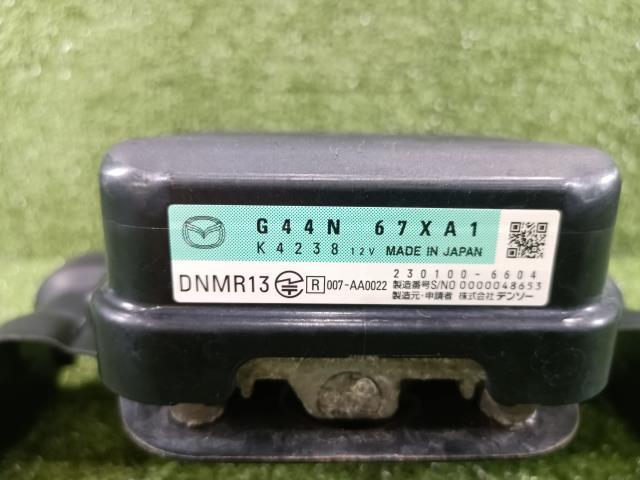 G44N 67XA1
K4238 12V MADE IN JAPAN
DNMR13 R 007-AA0022
230100-6604
製造番号S/NO 0000048653
製造元・申請者 株式会社 デンソー